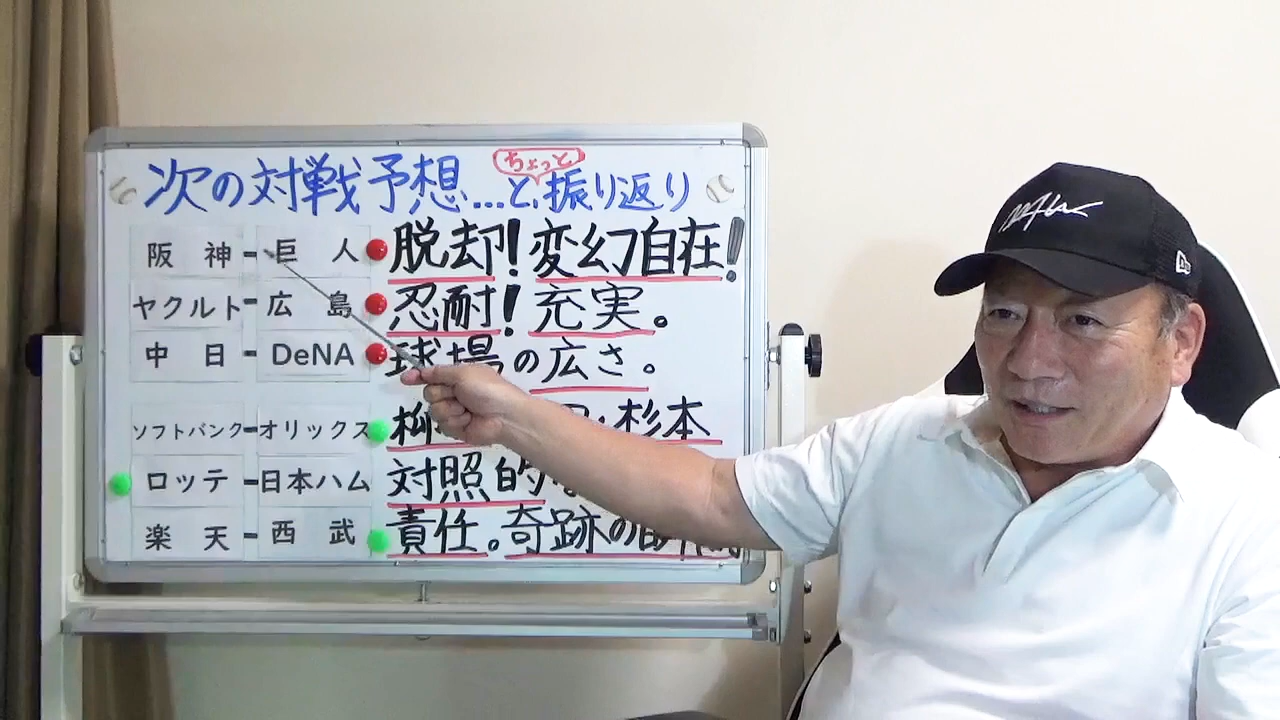 ちょっと
次の対戦予想...と、振り返り
阪神-巨人 脱却!変幻自在!
ヤクルト-広島 忍耐!充実。
中日-DeNA 球場の広さ。
ソフトバンク-オリックス 柳 ・杉本
ロッテ-日本ハム 対照的
楽天-西武 責任。奇跡の